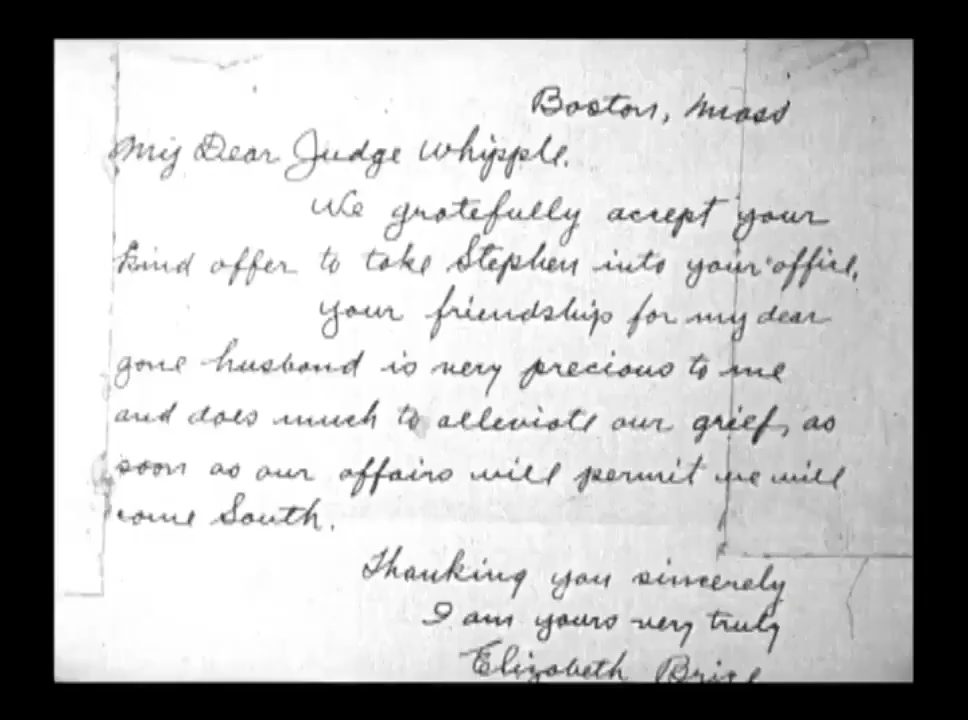 Boston, Mass
My Dear Judge Whipple.
We gratefully accept your
kind offer to take Stephen into your office.
Your friendship for my dear
gone husband is very precious to me
and does much to alleviate our grief, as
soon as our affairs will permit we will
come South.
Thanking you sincerely
I am yours very truly
Elizabeth Brice